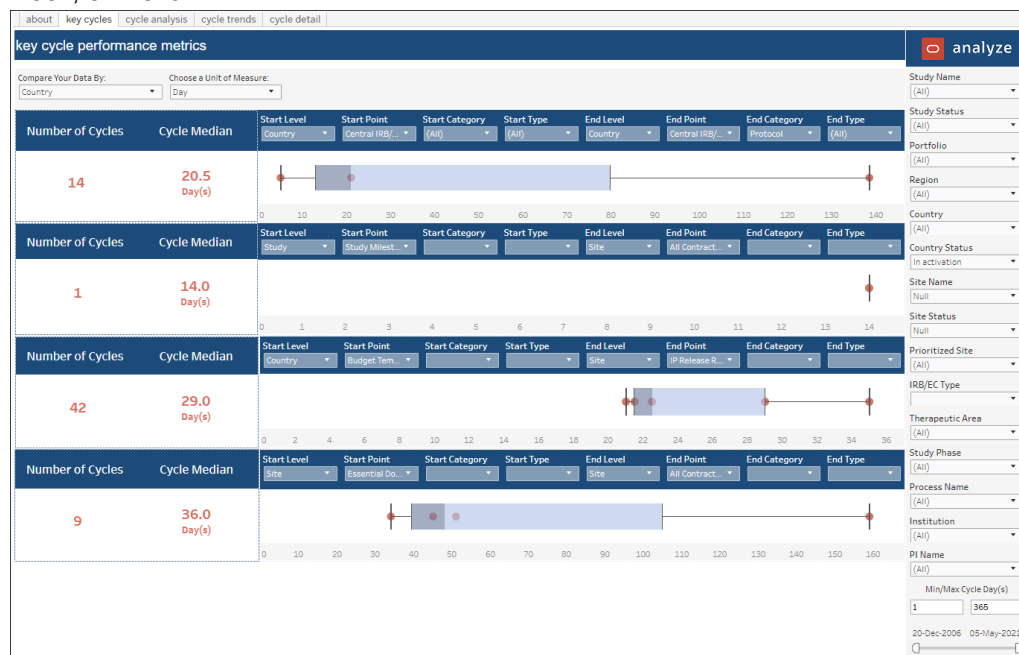 about key cycles cycle analysis cycle trends cycle detail
key cycle performance metrics
analyze
Compare Your Data By: Choose a Unit of Measure:
Country Day
Number of Cycles Cycle Median
Start Level Start Point Start Category Start Type End Level End Point End Category End Type
Country Central IRB/... (All) (All) Country Central IRB/... Protocol (All)
14 20.5
Day(s)
0 10 20 30 40 50 60 70 80 90 100 110 120 130 140
Number of Cycles Cycle Median
Start Level Start Point Start Category Start Type End Level End Point End Category End Type
Study Study Milest... Site All Contract...
1 14.0
Day(s)
0 1 2 3 4 5 6 7 8 9 10 11 12 13 14
Number of Cycles Cycle Median
Start Level Start Point Start Category Start Type End Level End Point End Category End Type
Country Budget Tem... Site IP Release R...
42 29.0
Day(s)
0 2 4 6 8 10 12 14 16 18 20 22 24 26 28 30 32 34 36
Number of Cycles Cycle Median
Start Level Start Point Start Category Start Type End Level End Point End Category End Type
Site Essential Do... Site All Contract...
9 36.0
Day(s)
0 10 20 30 40 50 60 70 80 90 100 110 120 130 140 150 160
Study Name
(All)
Study Status
(All)
Portfolio
(All)
Region
(All)
Country
(All)
Country Status
In activation
Site Name
Null
Site Status
Null
Prioritized Site
(All)
IRB/EC Type
Therapeutic Area
(All)
Study Phase
(All)
Process Name
(All)
Institution
(All)
PI Name
(All)
Min/Max Cycle Day(s)
1 365
20-Dec-2006 05-May-2021